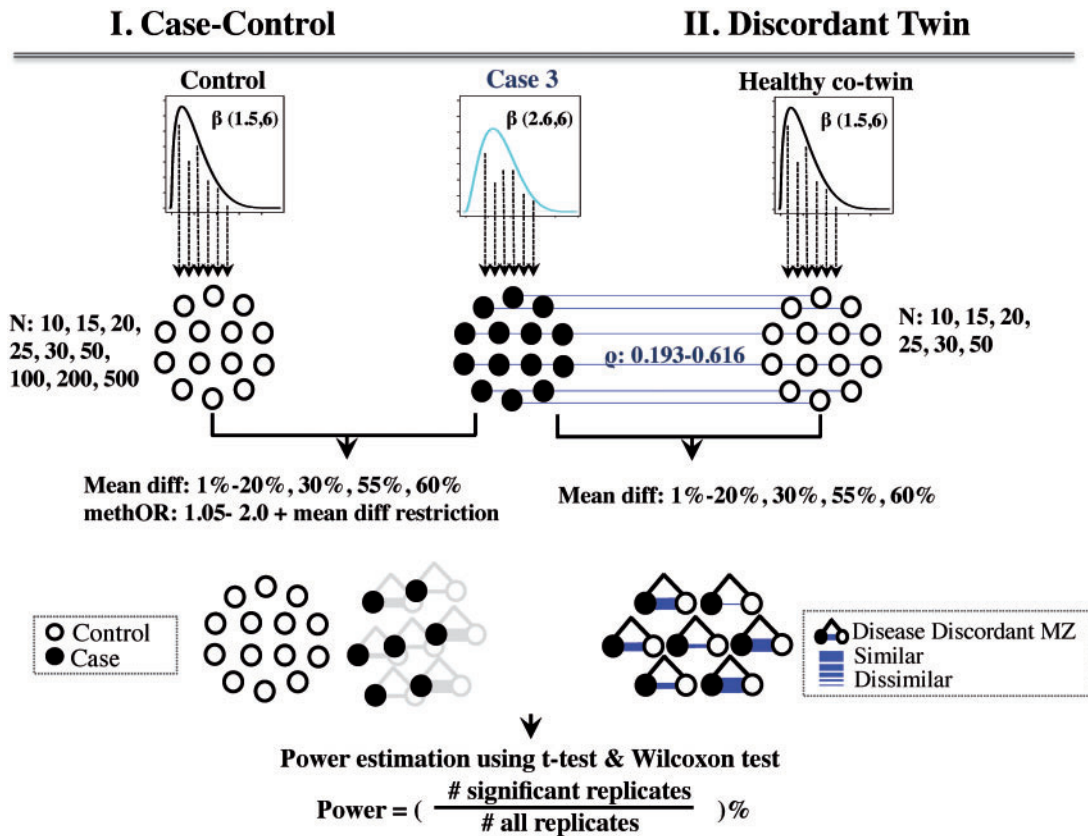 I. Case-Control
II. Discordant Twin
Control
Case 3
Healthy co-twin
β (1.5,6)
β (2.6,6)
β (1.5,6)
N: 10, 15, 20,
25, 30, 50,
100, 200, 500
ϱ: 0.193-0.616
N: 10, 15, 20,
25, 30, 50
Mean diff: 1%-20%, 30%, 55%, 60%
methOR: 1.05- 2.0 + mean diff restriction
Mean diff: 1%-20%, 30%, 55%, 60%
Control
Case
Disease Discordant MZ
Similar
Dissimilar
Power estimation using t-test & Wilcoxon test
Power = ( # significant replicates / # all replicates )%